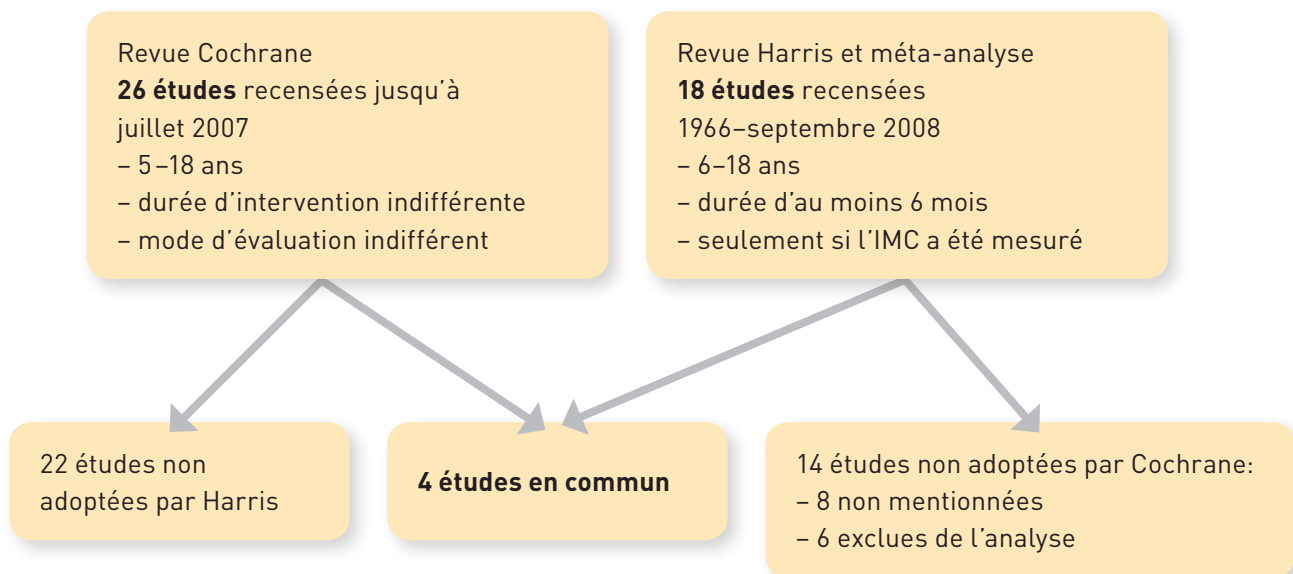 Revue Cochrane
26 études recensées jusqu'à
juillet 2007
– 5–18 ans
– durée d'intervention indifférente
– mode d'évaluation indifférent
Revue Harris et méta-analyse
18 études recensées
1966–septembre 2008
– 6–18 ans
– durée d'au moins 6 mois
– seulement si l'IMC a été mesuré
22 études non
adoptées par Harris
4 études en commun
14 études non adoptées par Cochrane:
– 8 non mentionnées
– 6 exclues de l'analyse